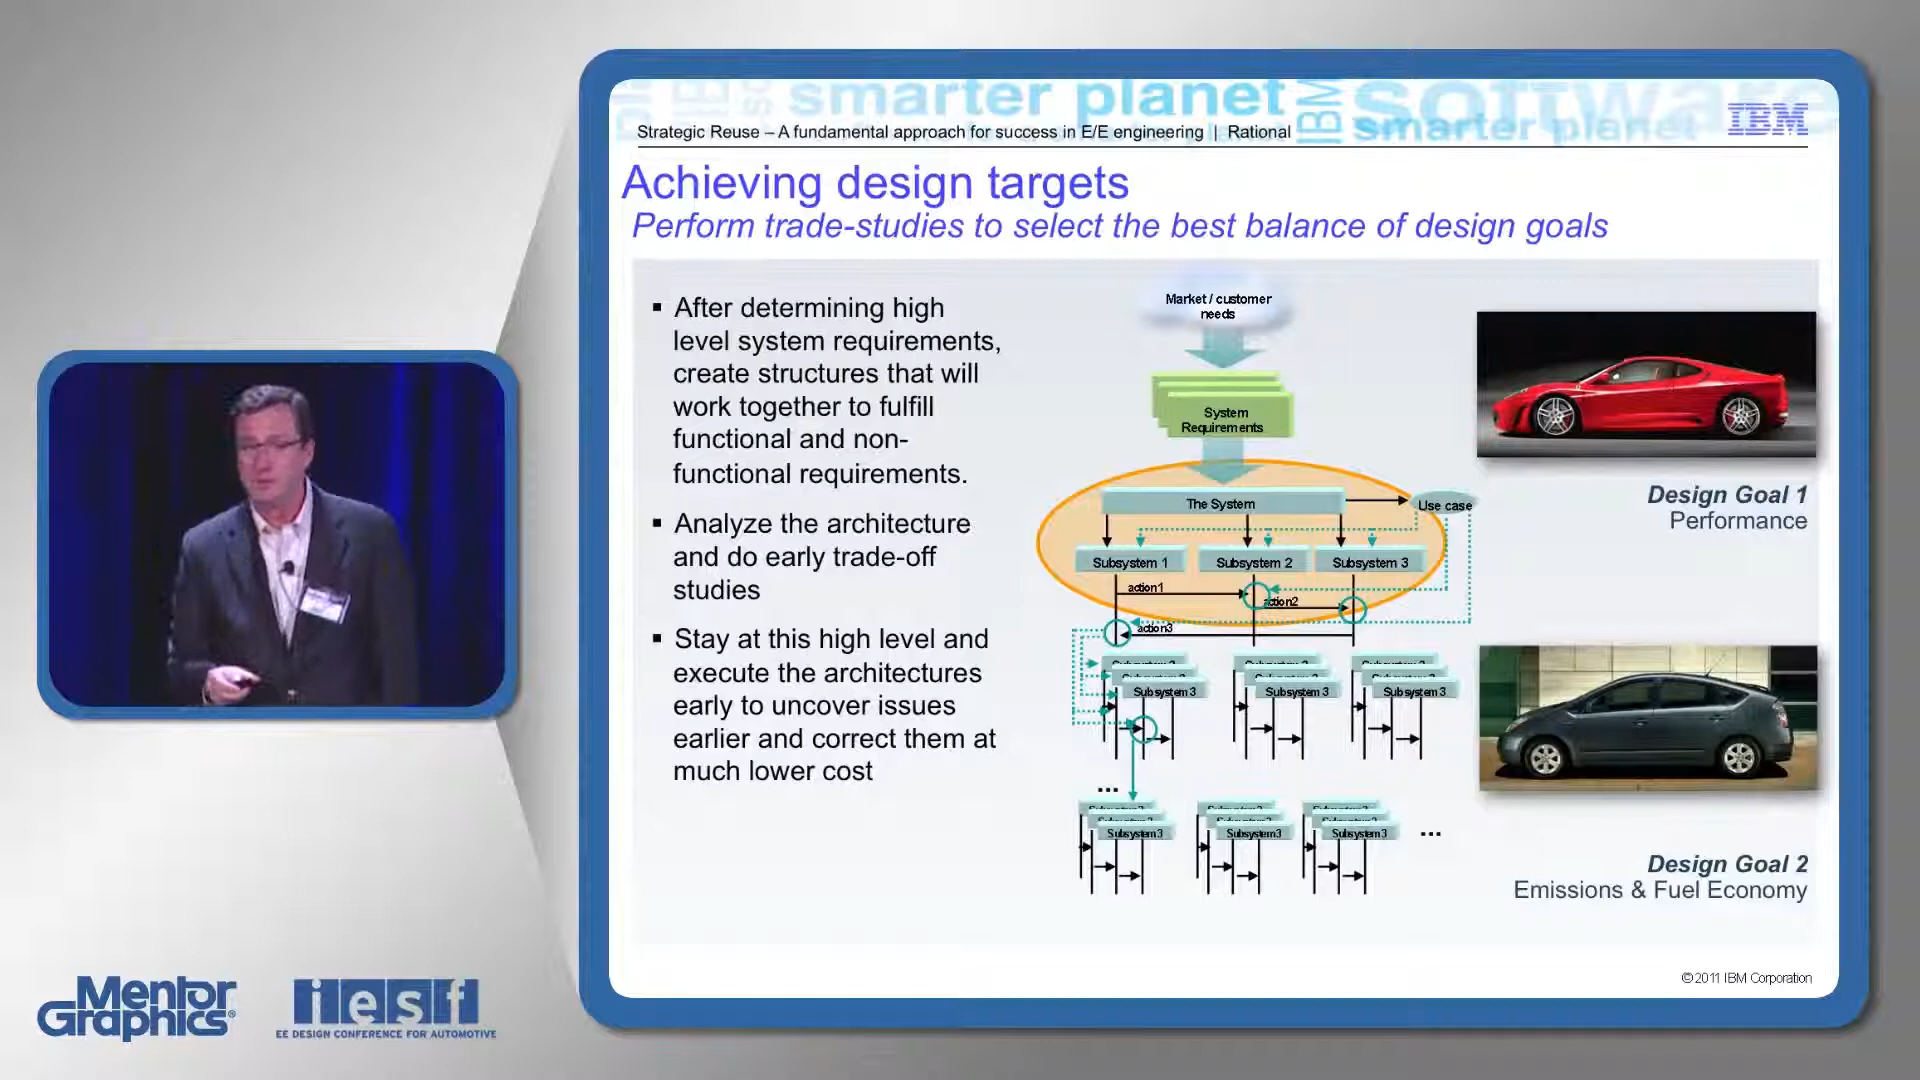 smarter planet
IBM
software
smarter planet
IBM
Strategic Reuse – A fundamental approach for success in E/E engineering | Rational
Achieving design targets
Perform trade-studies to select the best balance of design goals
▪ After determining high
level system requirements,
create structures that will
work together to fulfill
functional and non-
functional requirements.
▪ Analyze the architecture
and do early trade-off
studies
▪ Stay at this high level and
execute the architectures
early to uncover issues
earlier and correct them at
much lower cost
Market / customer
needs
System
Requirements
The System
Use case
Subsystem 1
Subsystem 2
Subsystem 3
action1
action2
action3
Subsystem 3
Subsystem 3
Subsystem 3
...
Subsystem3
Subsystem3
Subsystem3
...
Design Goal 1
Performance
Design Goal 2
Emissions & Fuel Economy
© 2011 IBM Corporation
Mentor
Graphics®
iesf
EE DESIGN CONFERENCE FOR AUTOMOTIVE